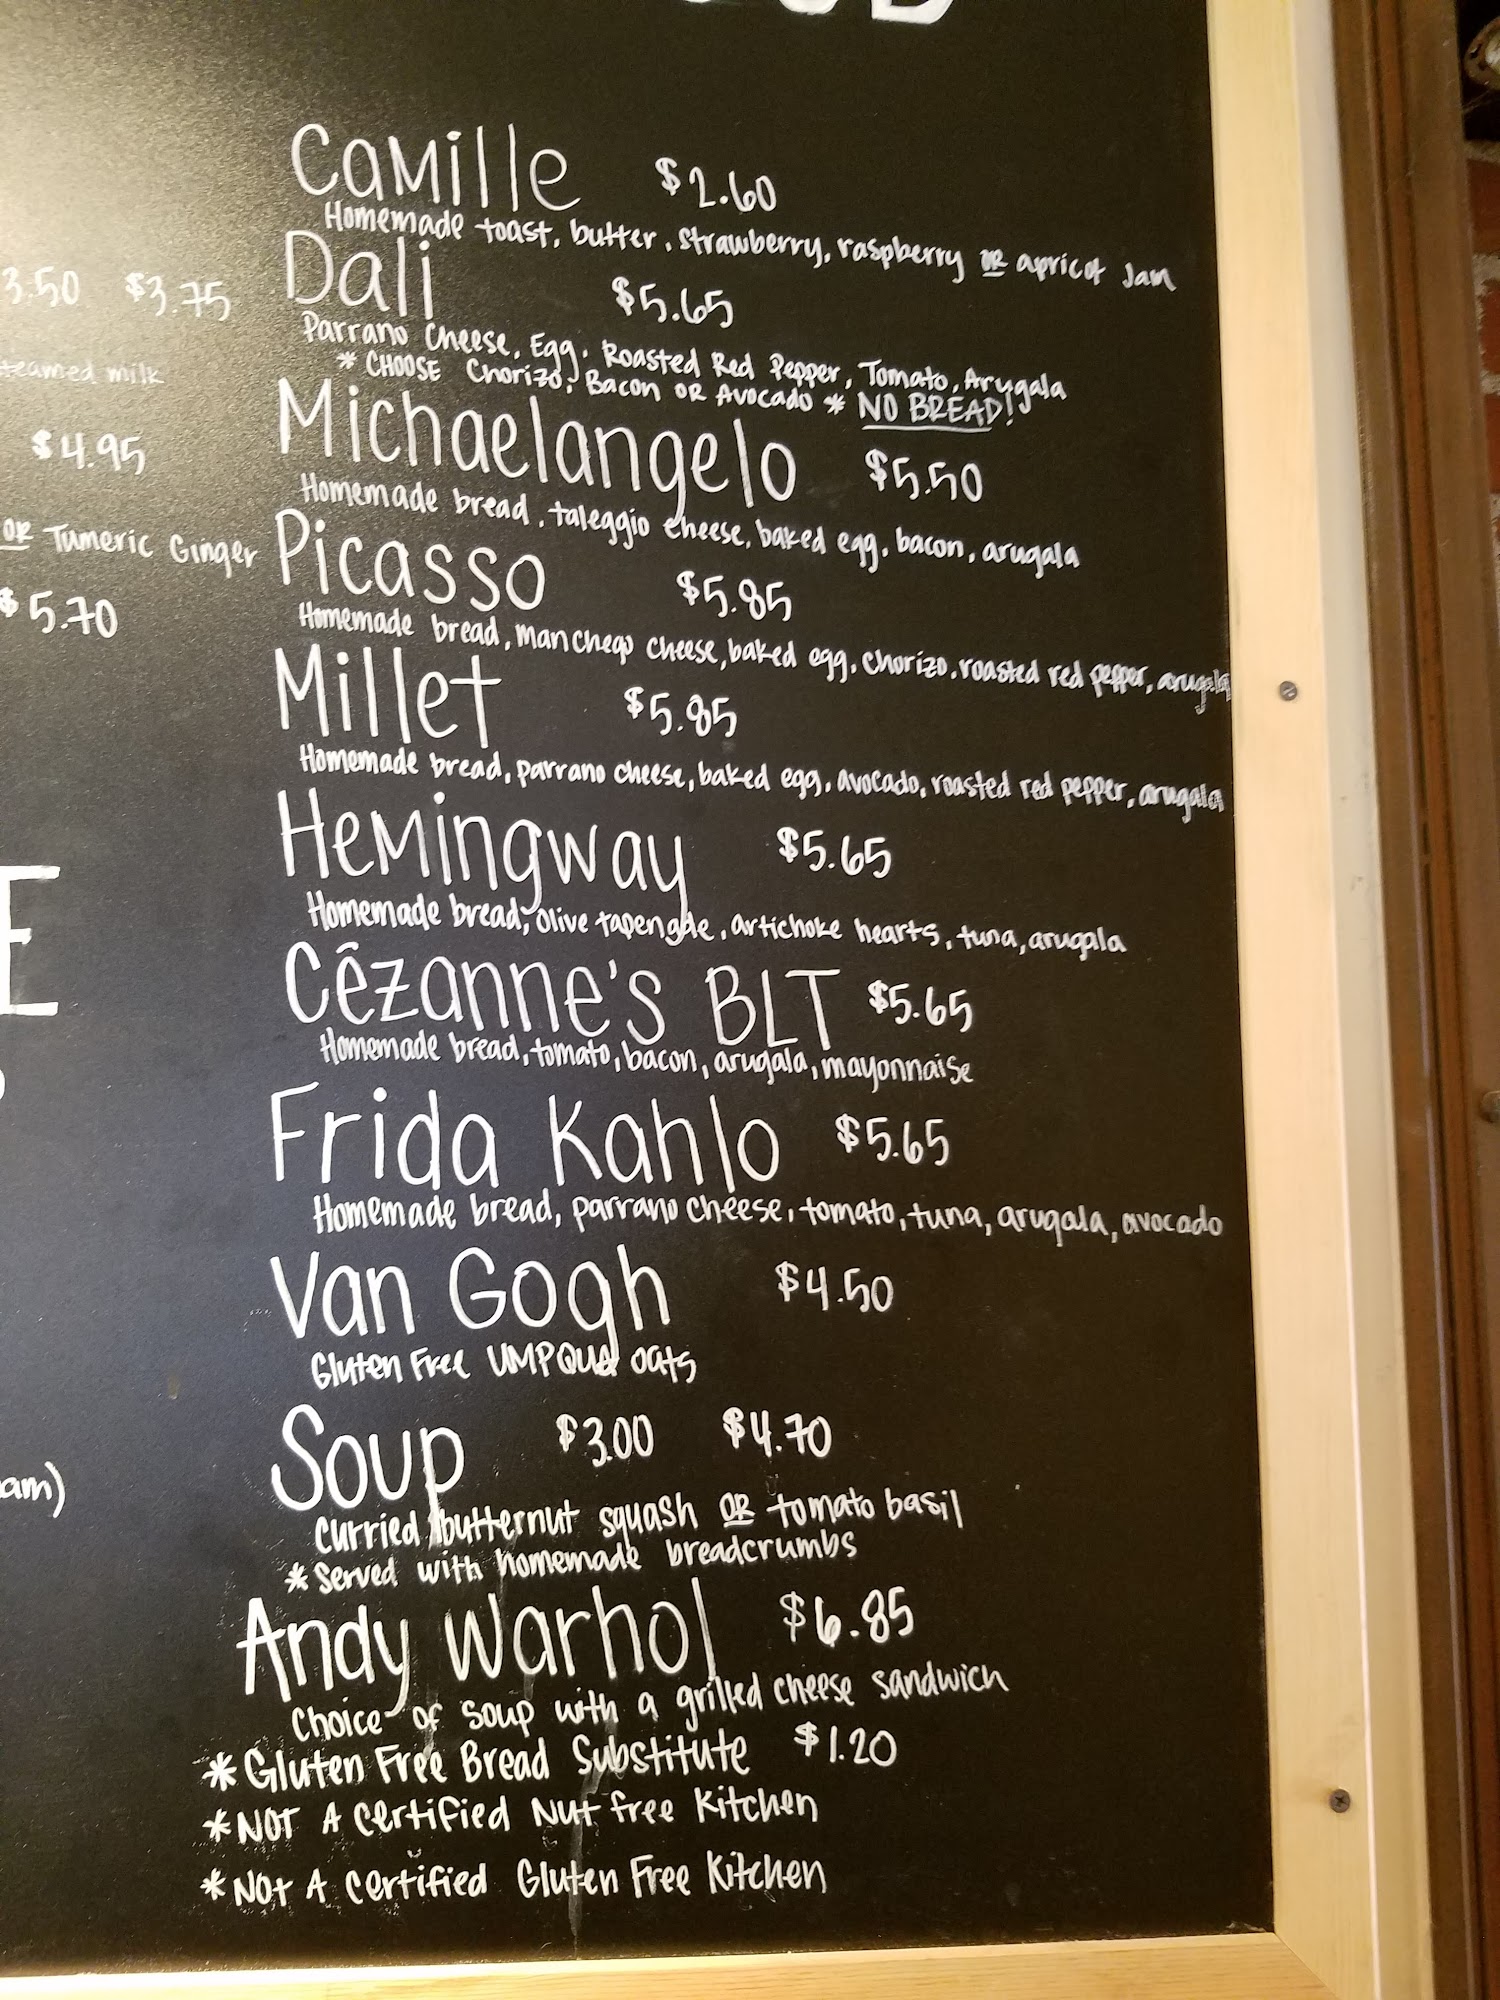 Camille $2.60
Homemade toast, butter, strawberry, raspberry OR apricot Jam
Dali $5.65
Parrano Cheese, Egg, Roasted Red Pepper, Tomato, Arugala
* CHOOSE Chorizo, Bacon OR Avocado * NO BREAD!
Michaelangelo $5.50
Homemade bread, taleggio cheese, baked egg, bacon, arugala
Picasso $5.85
Homemade bread, manchego cheese, baked egg, chorizo, roasted red pepper, arugala
Millet $5.85
Homemade bread, parrano cheese, baked egg, avocado, roasted red pepper, arugala
Hemingway $5.65
Homemade bread, olive tapengde, artichoke hearts, tuna, arugala
Cêzanne's BLT $5.65
Homemade bread, tomato, bacon, arugala, mayonnaise
Frida Kahlo $5.65
Homemade bread, parrano cheese, tomato, tuna, arugala, avocado
Van Gogh $4.50
Gluten Free UMPQUA oats
Soup $3.00 $4.70
Curried butternut squash OR tomato basil
* Served with homemade breadcrumbs
Andy Warhol $6.85
Choice of soup with a grilled cheese sandwich
* Gluten Free Bread Substitute $1.20
* NOT A Certified Nut free Kitchen
* Not A Certified Gluten Free Kitchen
3.50 $3.75
milk
$4.95
OR Tumeric Ginger
$5.70
E
am)